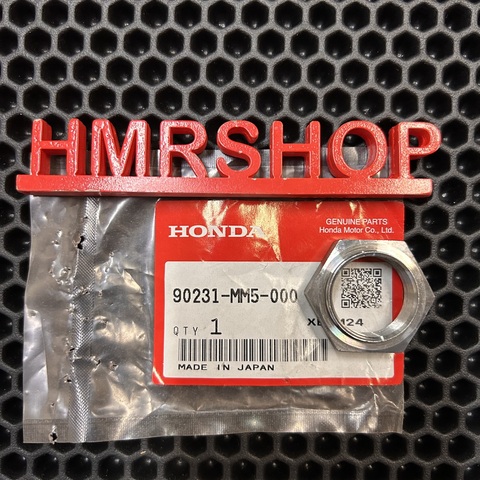 HMRSHOP
GENUINE PARTS
Honda Motor Co., Ltd.
HONDA
90231-MM5-000
QTY 1
MADE IN JAPAN